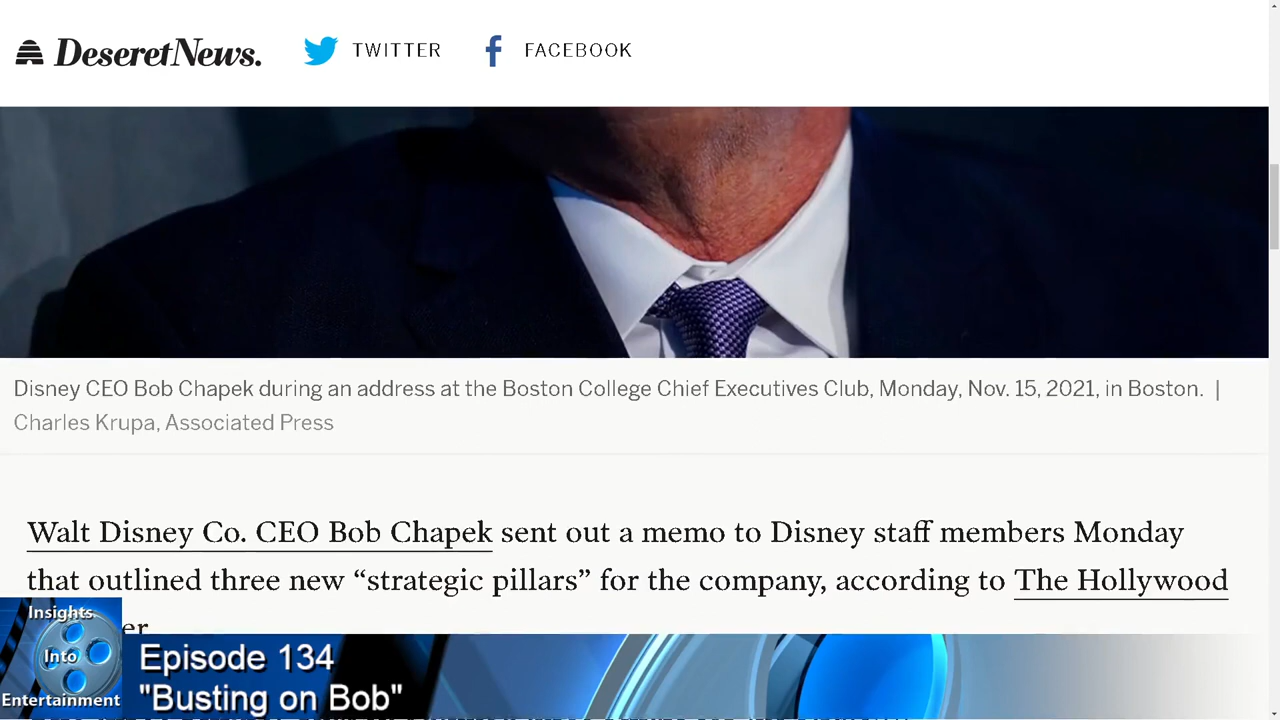 DeseretNews. TWITTER FACEBOOK
Disney CEO Bob Chapek during an address at the Boston College Chief Executives Club, Monday, Nov. 15, 2021, in Boston. |
Charles Krupa, Associated Press
Walt Disney Co. CEO Bob Chapek sent out a memo to Disney staff members Monday
that outlined three new “strategic pillars” for the company, according to The Hollywood
er
Insights
Into
Entertainment
Episode 134
"Busting on Bob"